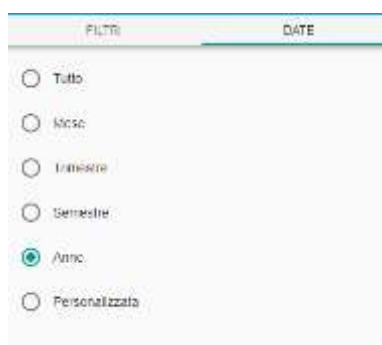 FILTRI DATE
Tutto
Mese
Trimestre
Semestre
Anno
Personalizzata